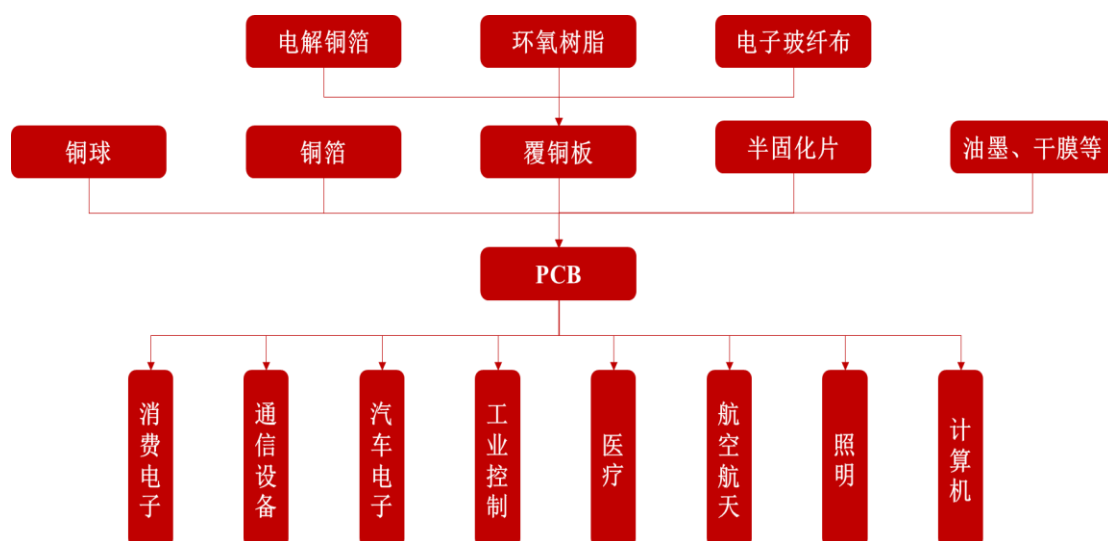 电解铜箔
环氧树脂
电子玻纤布
铜球
铜箔
覆铜板
半固化片
油墨、干膜等
PCB
消费电子
通信设备
汽车电子
工业控制
医疗
航空航天
照明
计算机